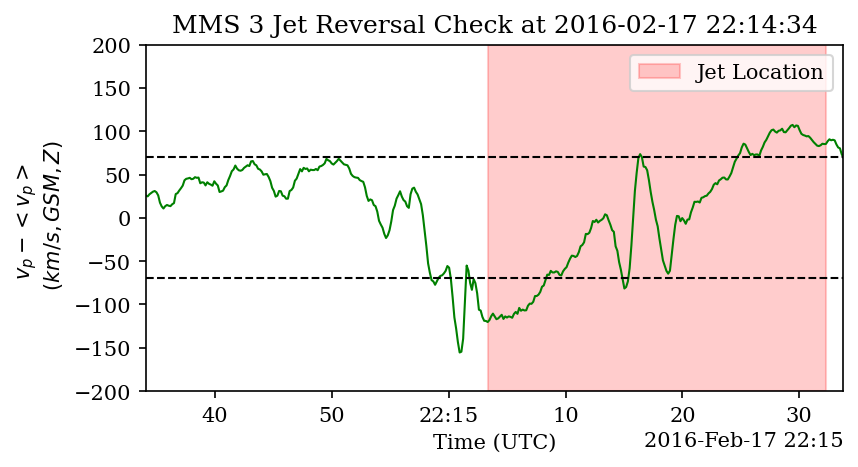 MMS 3 Jet Reversal Check at 2016-02-17 22:14:34
Jet Location
200
150
100
50
0
−50
−100
−150
−200
v_p − < v_p >
(km/s, GSM, Z)
40
50
22:15
10
20
30
Time (UTC)
2016-Feb-17 22:15